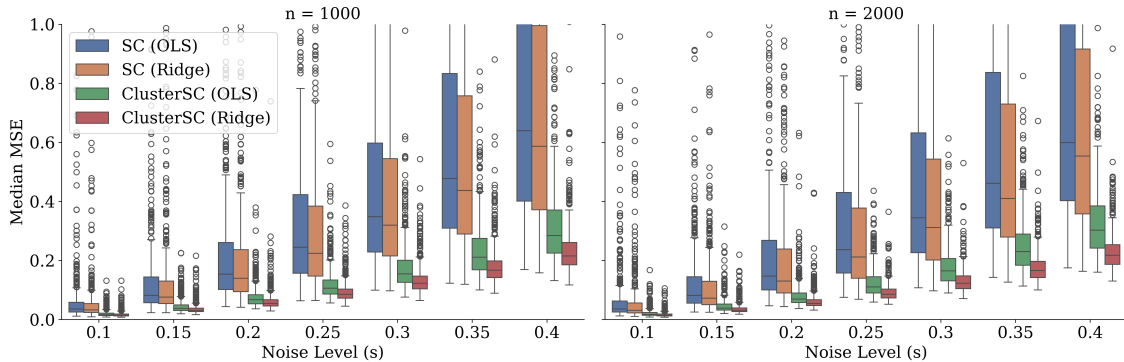 n = 1000
n = 2000
Median MSE
1.0
0.8
0.6
0.4
0.2
0.0
SC (OLS)
SC (Ridge)
ClusterSC (OLS)
ClusterSC (Ridge)
0.1 0.15 0.2 0.25 0.3 0.35 0.4
0.1 0.15 0.2 0.25 0.3 0.35 0.4
Noise Level (s)
Noise Level (s)